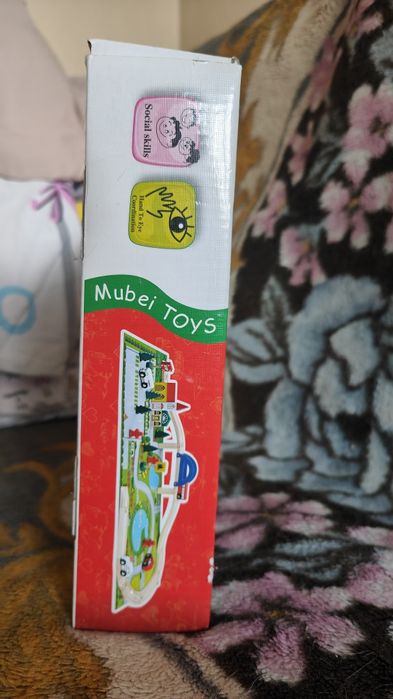 Social skills
Hand To Eye
Coordination
Mubei TOYS